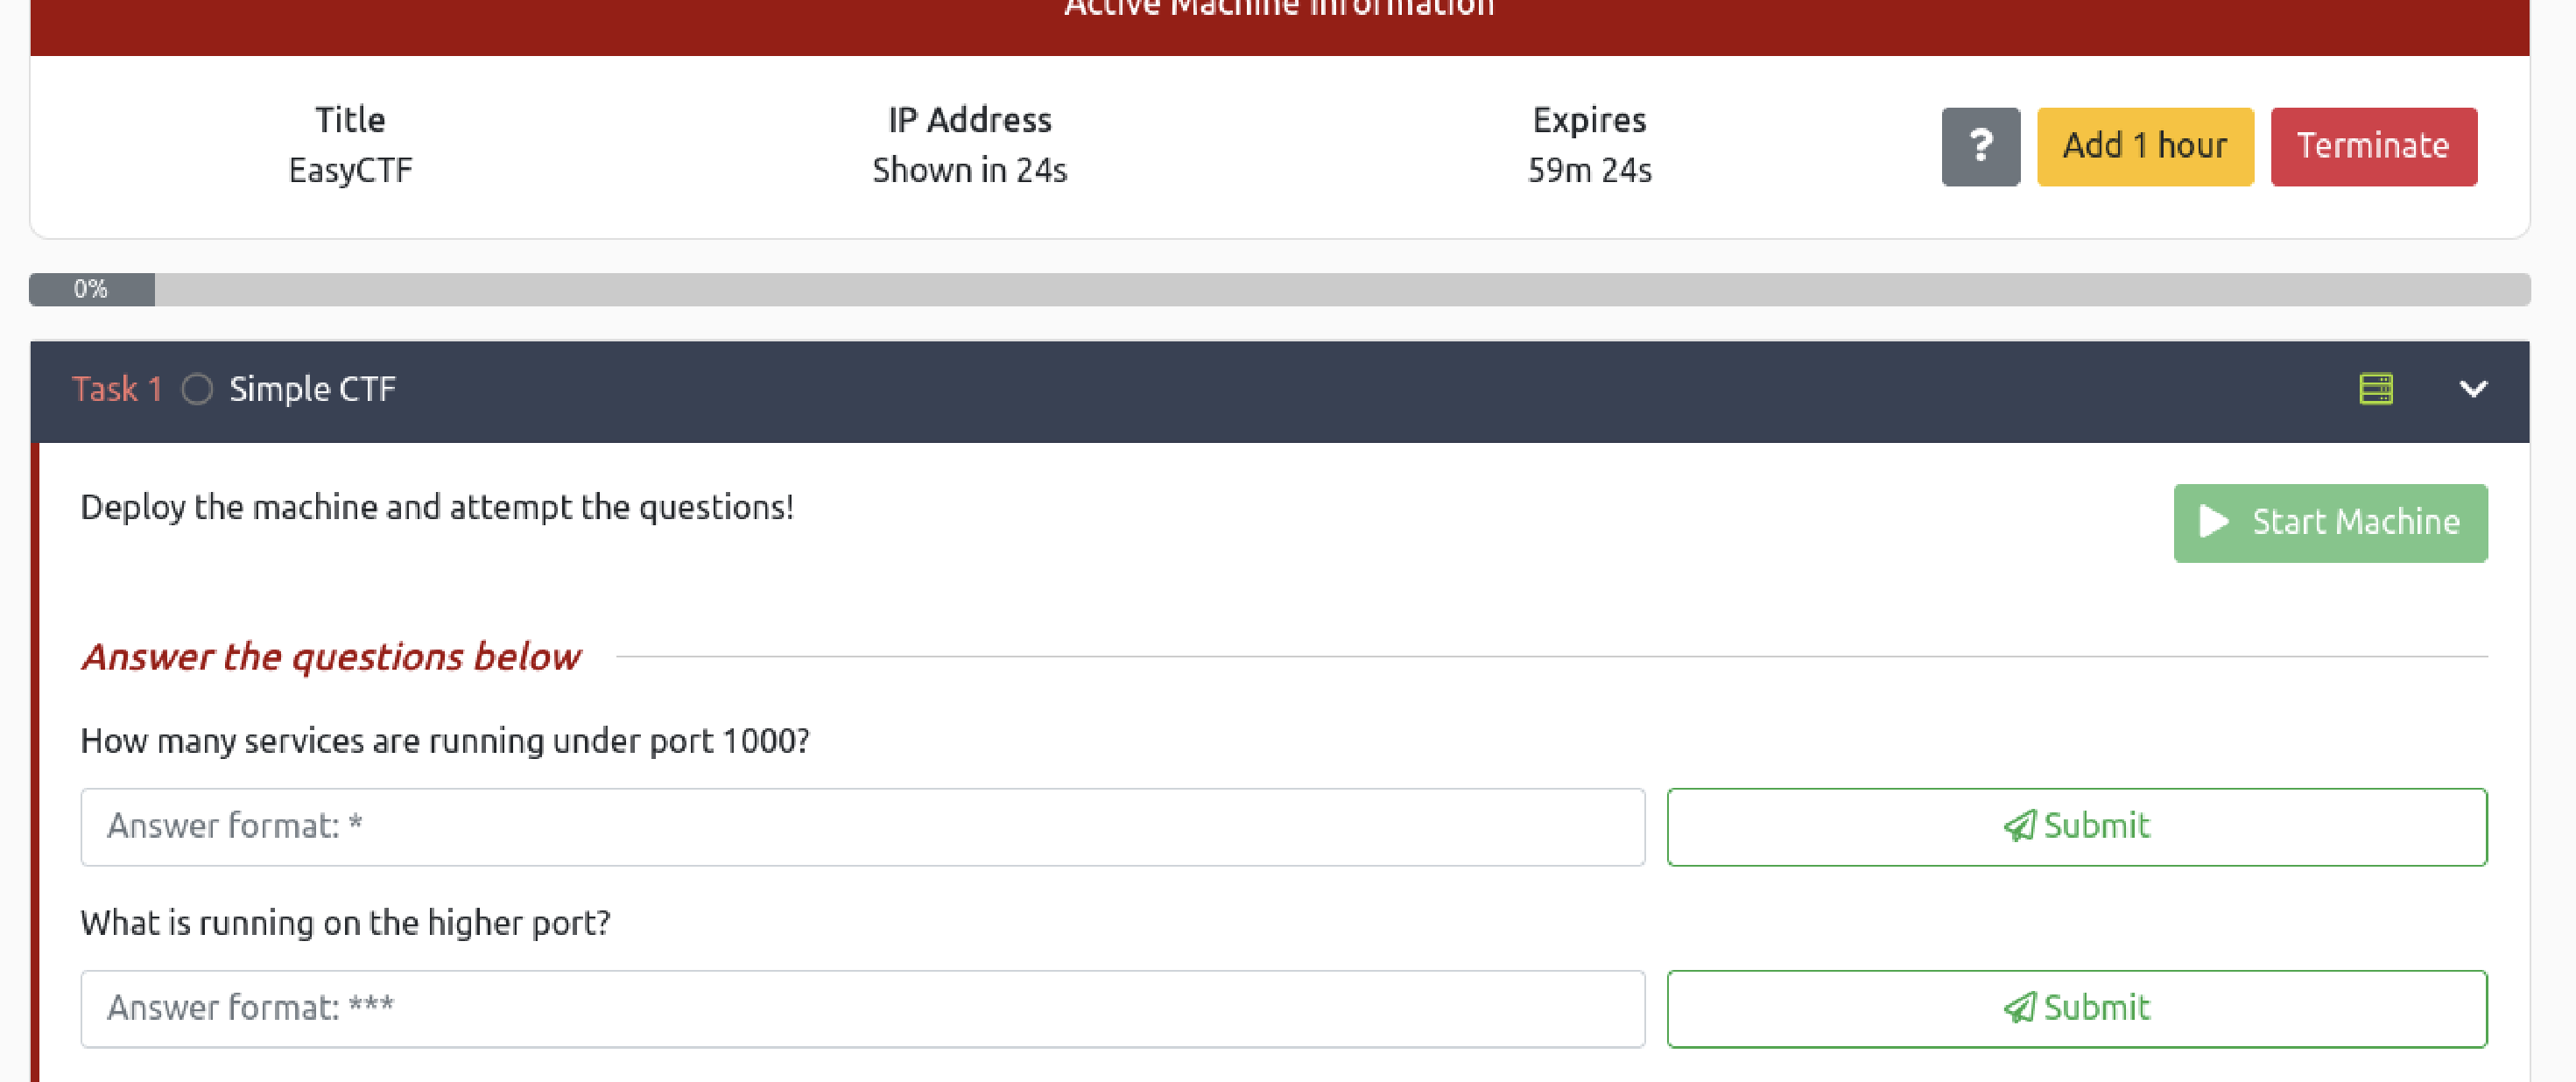 Active Machine Information
Title
EasyCTF
IP Address
Shown in 24s
Expires
59m 24s
?
Add 1 hour
Terminate
0%
Task 1
Simple CTF
Deploy the machine and attempt the questions!
Start Machine
Answer the questions below
How many services are running under port 1000?
Answer format: *
Submit
What is running on the higher port?
Answer format: ***
Submit